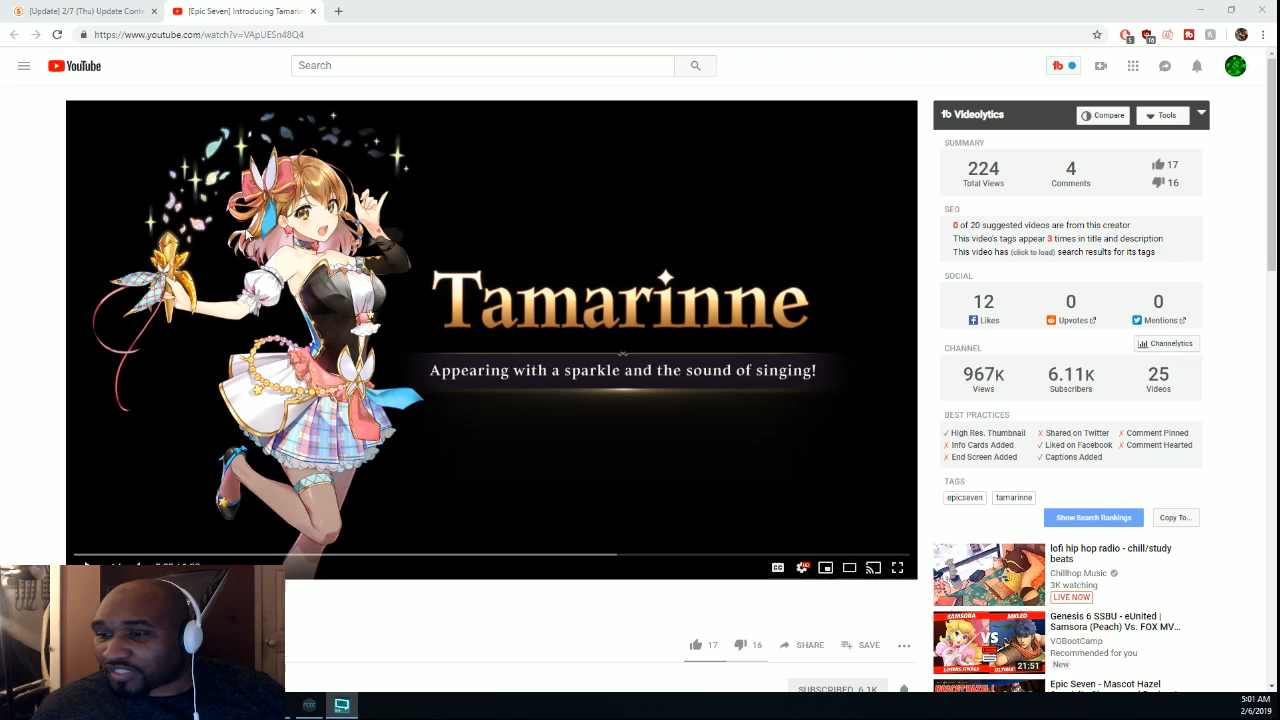 [Update] 2/7 (Thu) Update Conte
[Epic Seven] Introducing Tamarin
https://www.youtube.com/watch?v=VApUESn48Q4
YouTube
Search
Tamarinne
Appearing with a sparkle and the sound of singing!
Videolytics
Compare
Tools
SUMMARY
224
4
17
16
Total Views
Comments
SEO
0 of 20 suggested videos are from this creator
This video's tags appear 3 times in title and description
This video has (click to load) search results for its tags
SOCIAL
12
0
0
Likes
Upvotes
Mentions
Channelytics
CHANNEL
967K
6.11K
25
Views
Subscribers
Videos
BEST PRACTICES
✓ High Res. Thumbnail ✗ Shared on Twitter ✗ Comment Pinned
✗ Info Cards Added ✓ Liked on Facebook ✗ Comment Hearted
✗ End Screen Added ✓ Captions Added
TAGS
epicseven
tamarinne
Show Search Rankings
Copy To...
lofi hip hop radio - chill/study
beats
Chillhop Music
3K watching
LIVE NOW
Genesis 6 SSBU - eUnited |
Samsora (Peach) Vs. FOX MV...
VGBootCamp
Recommended for you
New
SAMSORA
MKLEO
VS
21:51
Epic Seven - Mascot Hazel
17
16
SHARE
SAVE
SUBSCRIBED 6.1K
5:01 AM
2/6/2019